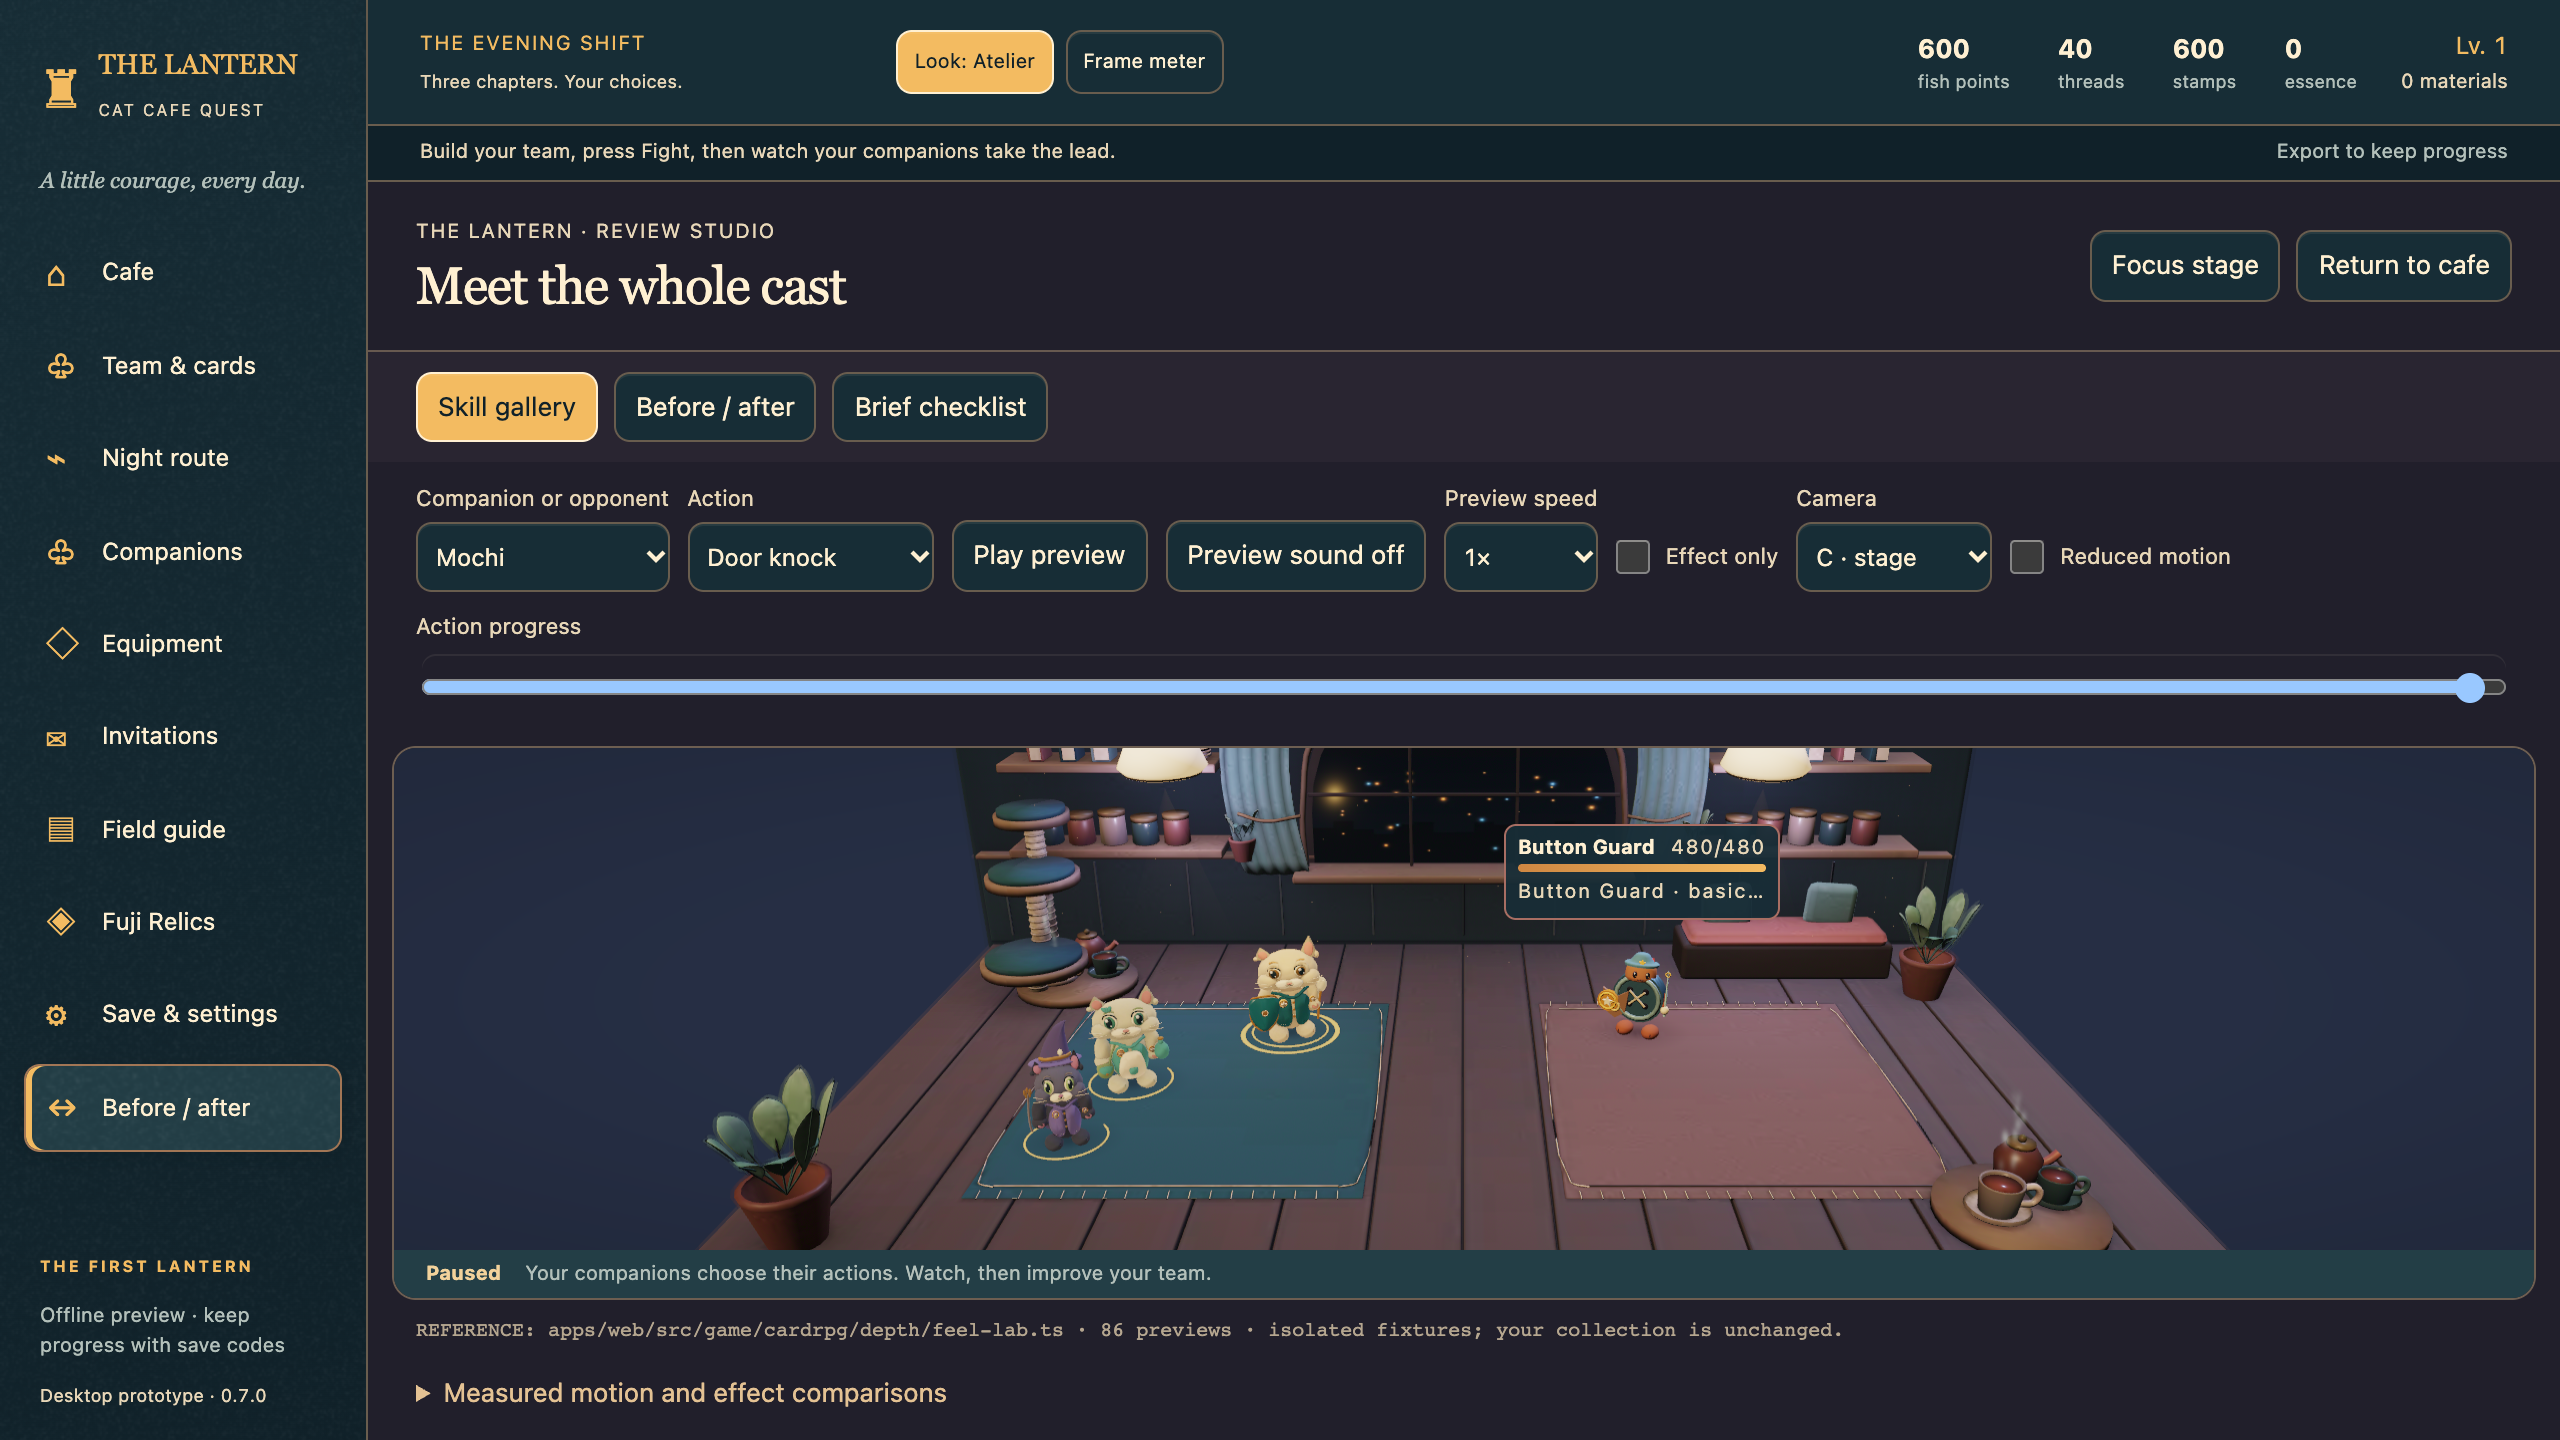 THE LANTERN
CAT CAFE QUEST
A little courage, every day.
Cafe
Team & cards
Night route
Companions
Equipment
Invitations
Field guide
Fuji Relics
Save & settings
Before / after
THE FIRST LANTERN
Offline preview · keep
progress with save codes
Desktop prototype · 0.7.0
THE EVENING SHIFT
Three chapters. Your choices.
Look: Atelier
Frame meter
600
fish points
40
threads
600
stamps
0
essence
Lv. 1
0 materials
Build your team, press Fight, then watch your companions take the lead.
Export to keep progress
THE LANTERN · REVIEW STUDIO
Meet the whole cast
Focus stage
Return to cafe
Skill gallery
Before / after
Brief checklist
Companion or opponent
Mochi
Action
Door knock
Play preview
Preview sound off
Preview speed
1×
Effect only
Camera
C · stage
Reduced motion
Action progress
Button Guard 480/480
Button Guard · basic…
Paused Your companions choose their actions. Watch, then improve your team.
REFERENCE: apps/web/src/game/cardrpg/depth/feel-lab.ts · 86 previews · isolated fixtures; your collection is unchanged.
Measured motion and effect comparisons